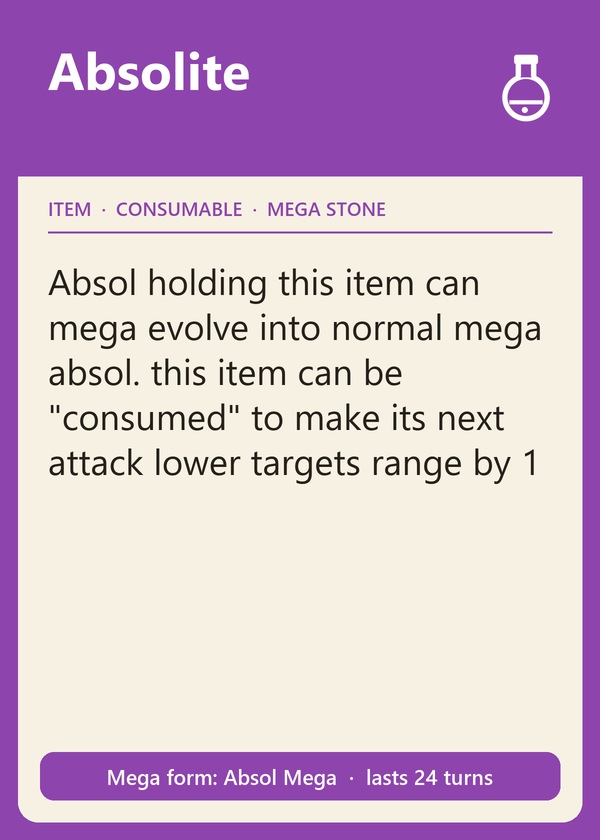 Absolite
ITEM · CONSUMABLE · MEGA STONE
Absol holding this item can
mega evolve into normal mega
absol. this item can be
"consumed" to make its next
attack lower targets range by 1
Mega form: Absol Mega · lasts 24 turns